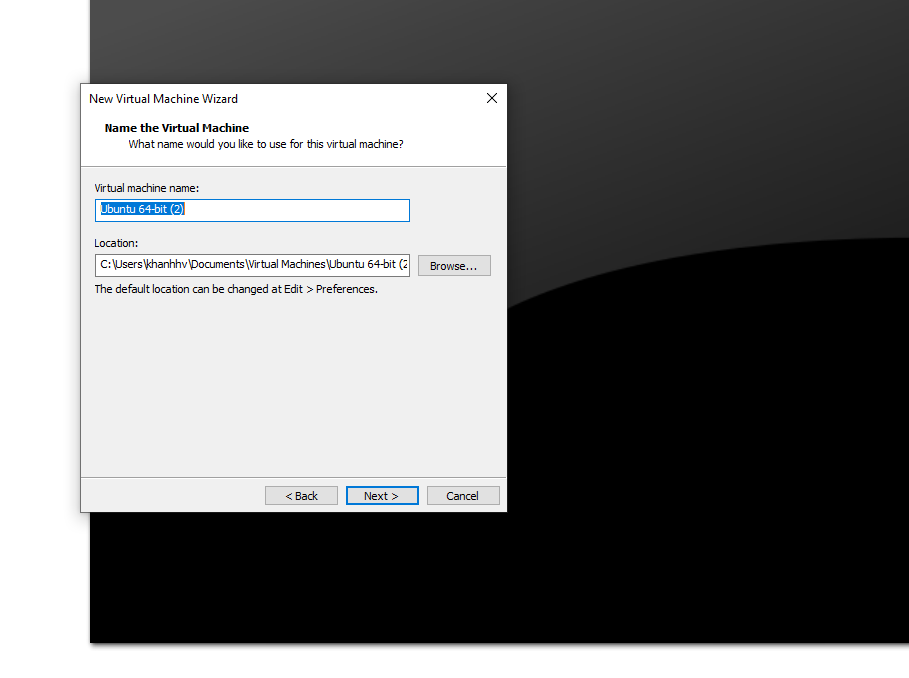 New Virtual Machine Wizard
Name the Virtual Machine
What name would you like to use for this virtual machine?
Virtual machine name:
Ubuntu 64-bit (2)
Location:
C:\Users\khanhhv\Documents\Virtual Machines\Ubuntu 64-bit (2
Browse...
The default location can be changed at Edit > Preferences.
< Back
Next >
Cancel